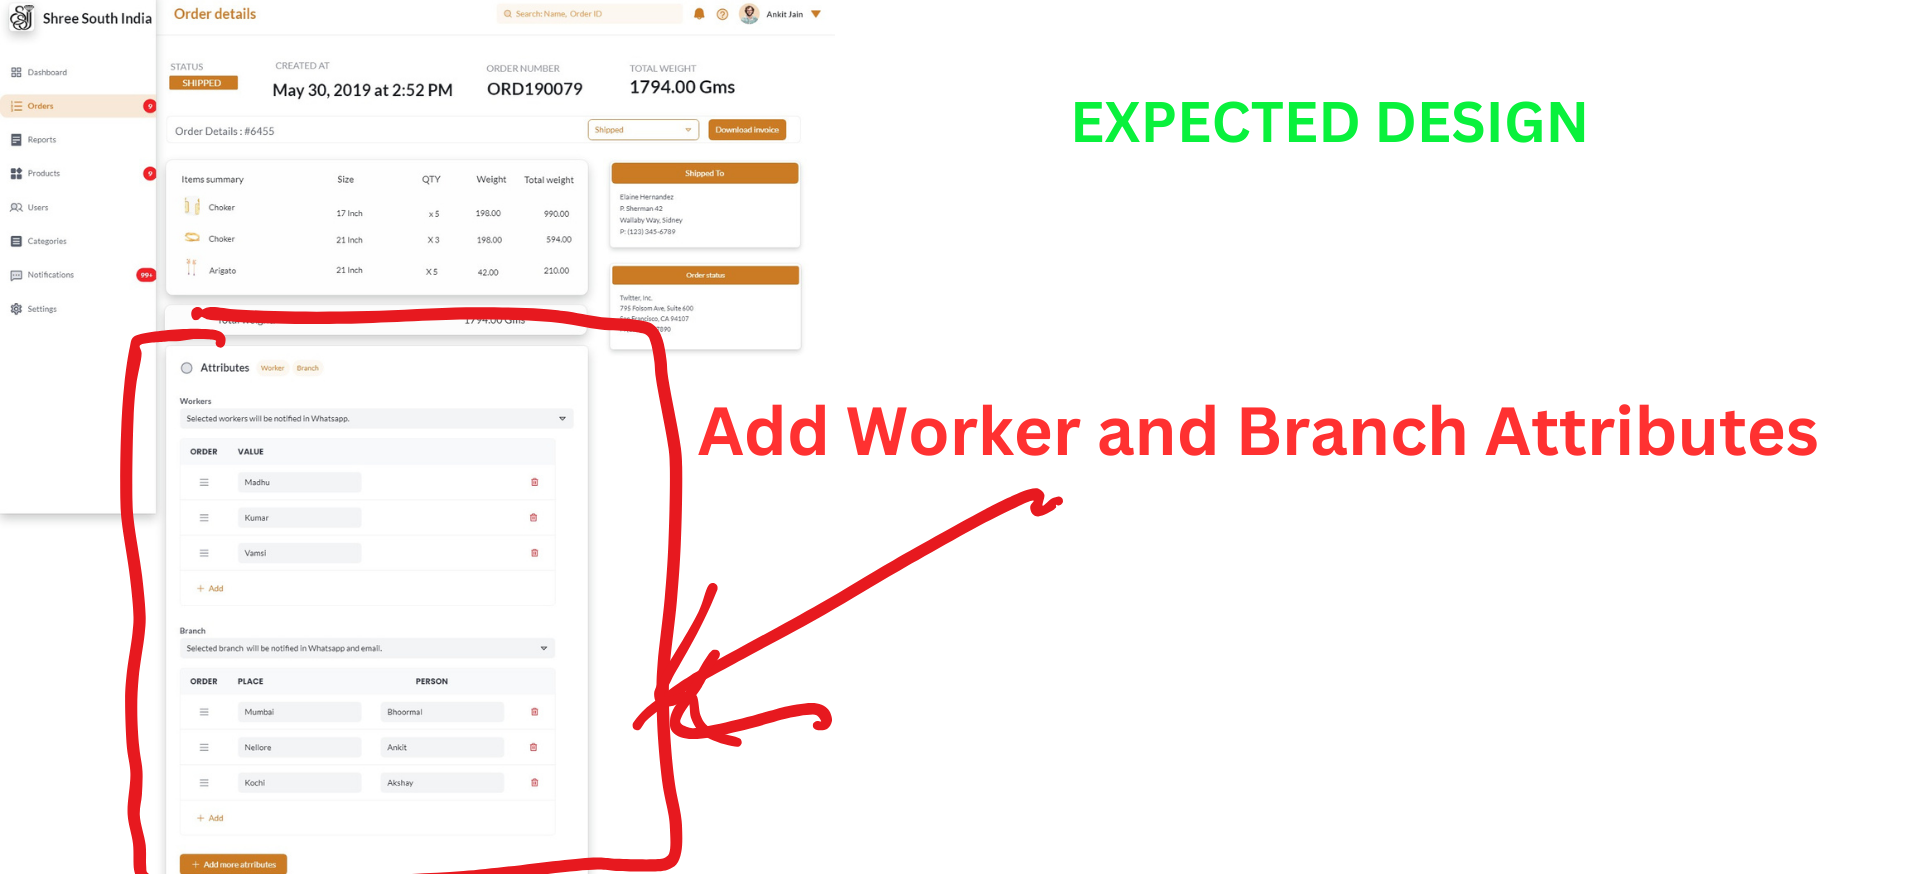 Shree South India
Order details
Search: Name, Order ID
Ankit Jain
Dashboard
Orders 9
Reports
Products 9
Users
Categories
Notifications 99+
Settings
STATUS CREATED AT ORDER NUMBER TOTAL WEIGHT
SHIPPED May 30, 2019 at 2:52 PM ORD190079 1794.00 Gms
EXPECTED DESIGN
Order Details : #6455 Shipped Download invoice
Items summary Size QTY Weight Total weight
Choker 17 Inch x 5 198.00 990.00
Choker 21 Inch X 3 198.00 594.00
Arigato 21 Inch X 5 42.00 210.00
Shipped To
Elaine Hernandez
P. Sherman 42
Wallaby Way, Sidney
P: (123) 345-6789
Order status
Twitter, Inc.
795 Folsom Ave, Suite 600
San Francisco, CA 94107
7890
1794.00 Gms
Attributes Worker Branch
Workers
Selected workers will be notified in Whatsapp.
ORDER VALUE
Madhu
Kumar
Vamsi
+ Add
Add Worker and Branch Attributes
Branch
Selected branch will be notified in Whatsapp and email.
ORDER PLACE PERSON
Mumbai Bhoormal
Nellore Ankit
Kochi Akshay
+ Add
+ Add more atrributes